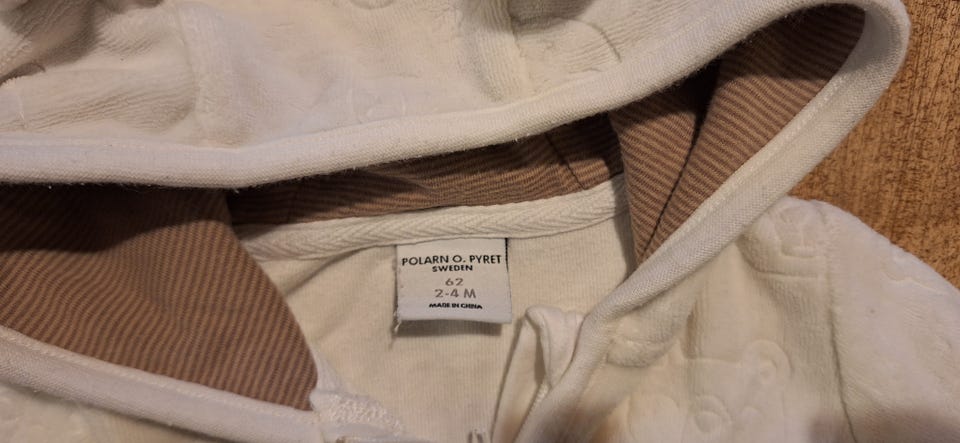 POLARN O. PYRET
SWEDEN
62
2-4 M
MADE IN CHINA